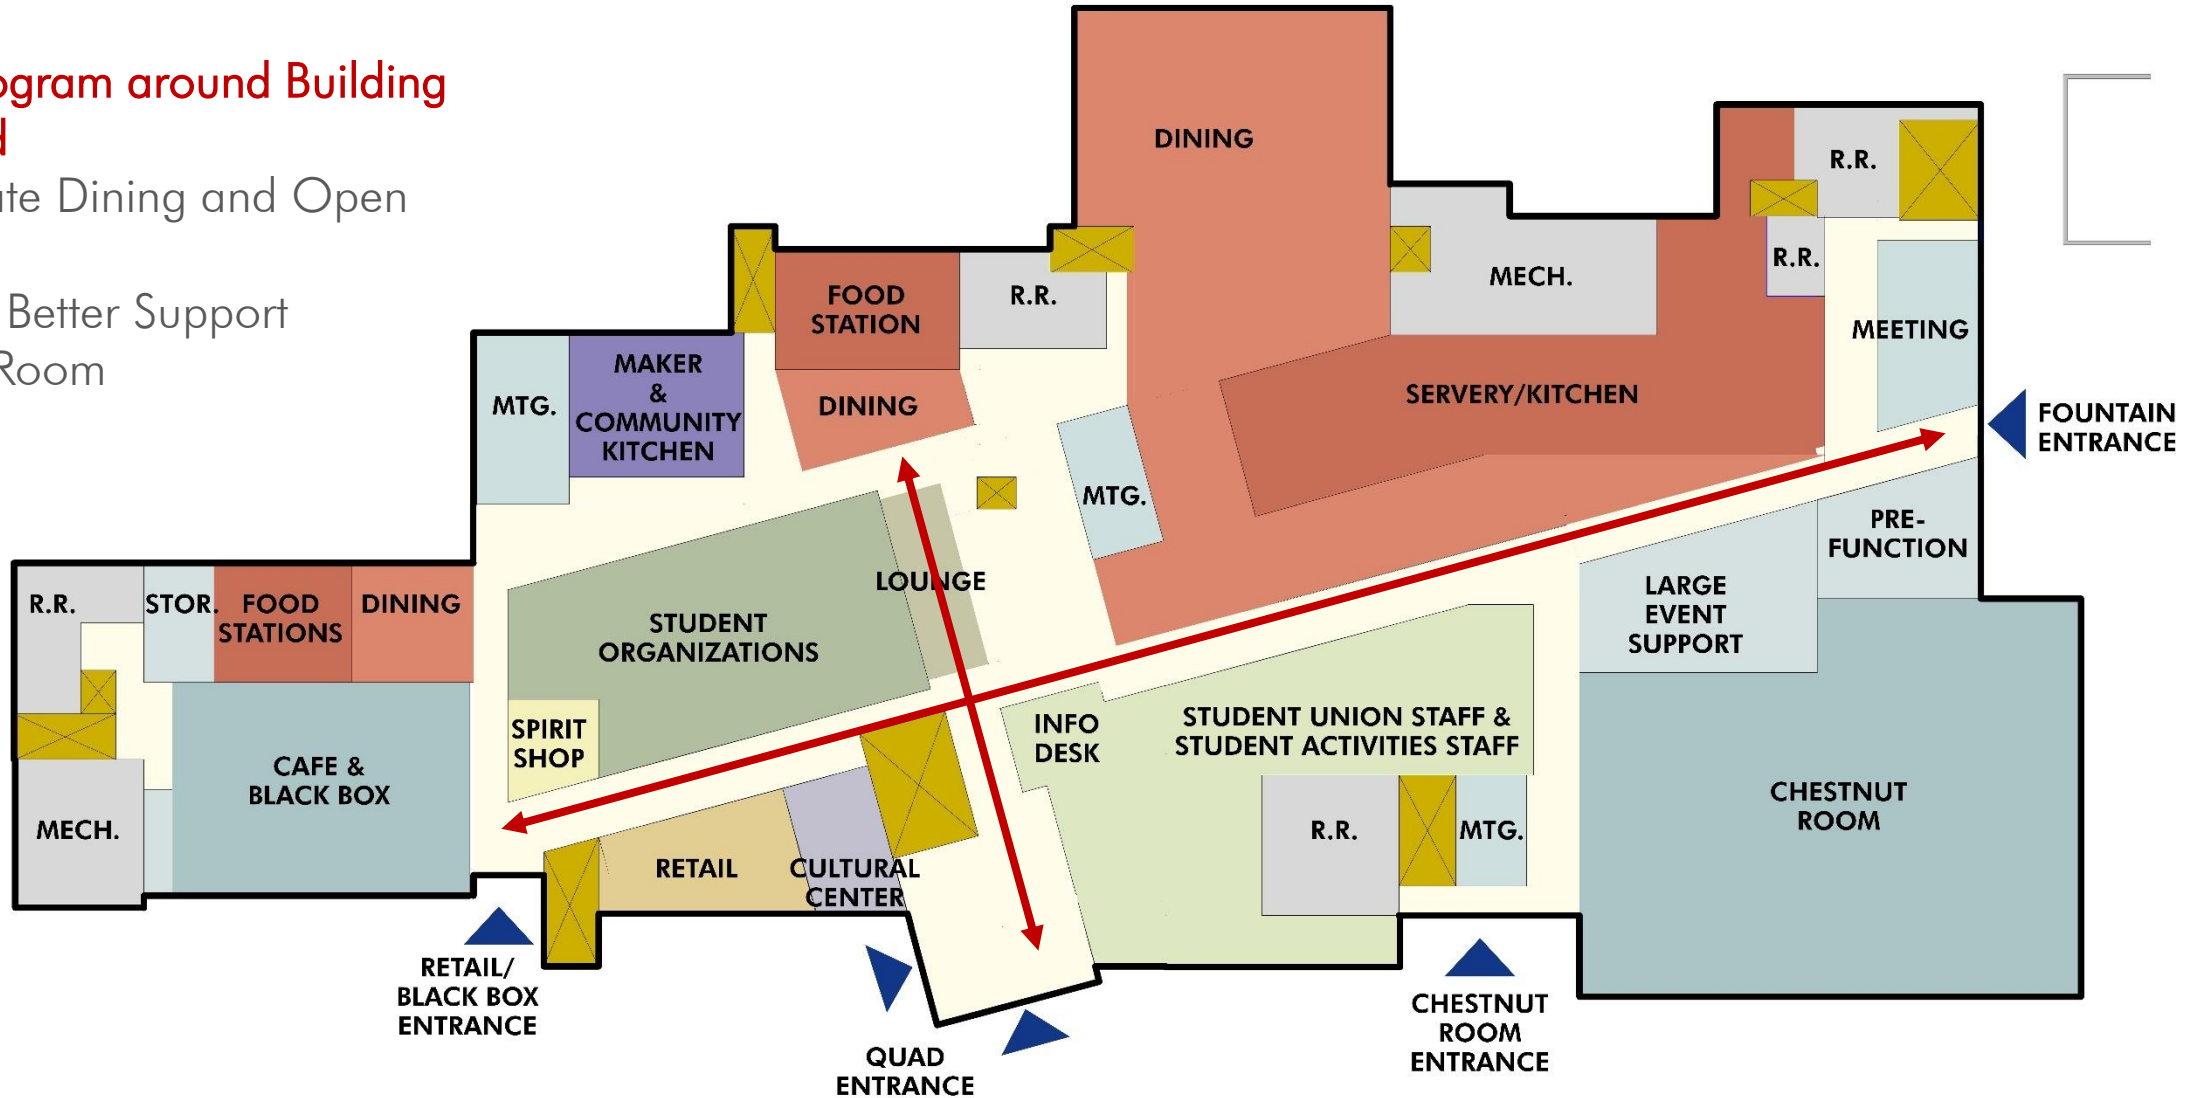 ogram around Building
d
ate Dining and Open
Better Support
Room
DINING
R.R.
R.R.
MECH.
FOOD
STATION
R.R.
MEETING
MAKER
&
COMMUNITY
KITCHEN
MTG.
DINING
SERVERY/KITCHEN
FOUNTAIN
ENTRANCE
MTG.
PRE-
FUNCTION
LOUNGE
LARGE
EVENT
SUPPORT
R.R.
STOR.
FOOD
STATIONS
DINING
STUDENT
ORGANIZATIONS
SPIRIT
SHOP
INFO
DESK
STUDENT UNION STAFF &
STUDENT ACTIVITIES STAFF
CAFE &
BLACK BOX
CHESTNUT
ROOM
MECH.
RETAIL
CULTURAL
CENTER
R.R.
MTG.
RETAIL/
BLACK BOX
ENTRANCE
QUAD
ENTRANCE
CHESTNUT
ROOM
ENTRANCE